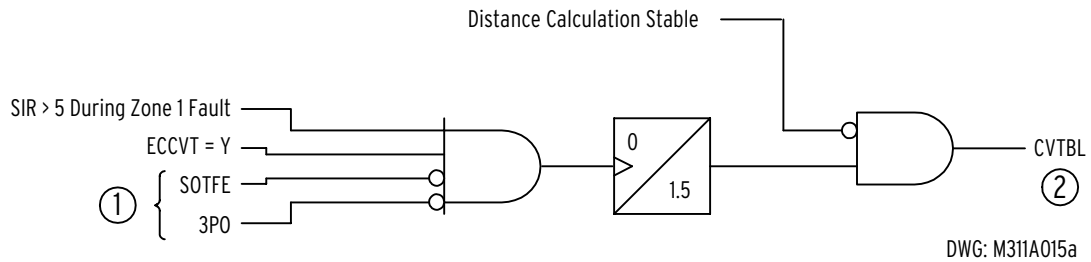 Distance Calculation Stable
SIR > 5 During Zone 1 Fault
ECCVT = Y
SOTFE
3PO
1
0
1.5
CVTBL
2
DWG: M311A015a